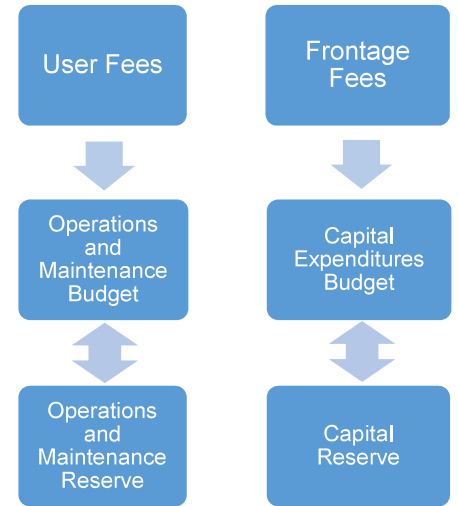 User Fees
Frontage
Fees
Operations
and
Maintenance
Budget
Capital
Expenditures
Budget
Operations
and
Maintenance
Reserve
Capital
Reserve